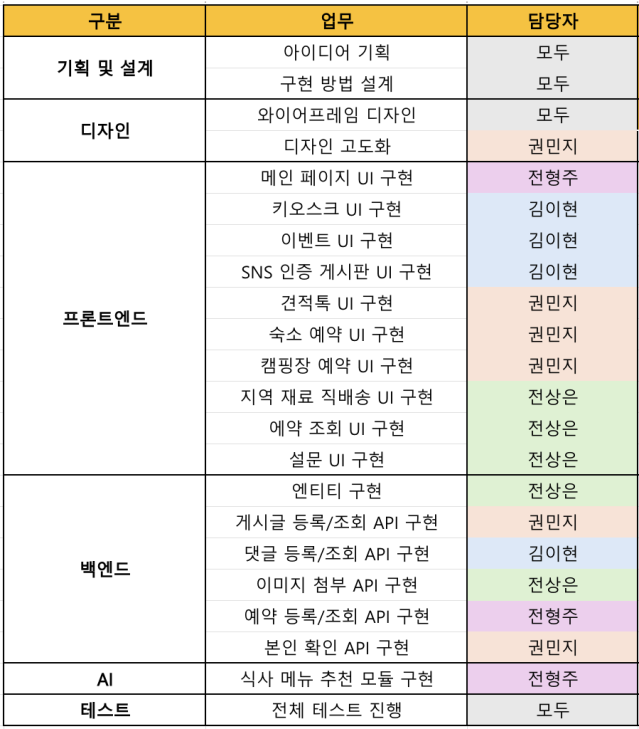 구분 업무 담당자
기획 및 설계 아이디어 기획 모두
구현 방법 설계 모두
디자인 와이어프레임 디자인 모두
디자인 고도화 권민지
프론트엔드 메인 페이지 UI 구현 전형주
키오스크 UI 구현 김이현
이벤트 UI 구현 김이현
SNS 인증 게시판 UI 구현 김이현
견적톡 UI 구현 권민지
숙소 예약 UI 구현 권민지
캠핑장 예약 UI 구현 권민지
지역 재료 직배송 UI 구현 전상은
에약 조회 UI 구현 전상은
설문 UI 구현 전상은
백엔드 엔티티 구현 전상은
게시글 등록/조회 API 구현 권민지
댓글 등록/조회 API 구현 김이현
이미지 첨부 API 구현 전상은
예약 등록/조회 API 구현 전형주
본인 확인 API 구현 권민지
AI 식사 메뉴 추천 모듈 구현 전형주
테스트 전체 테스트 진행 모두